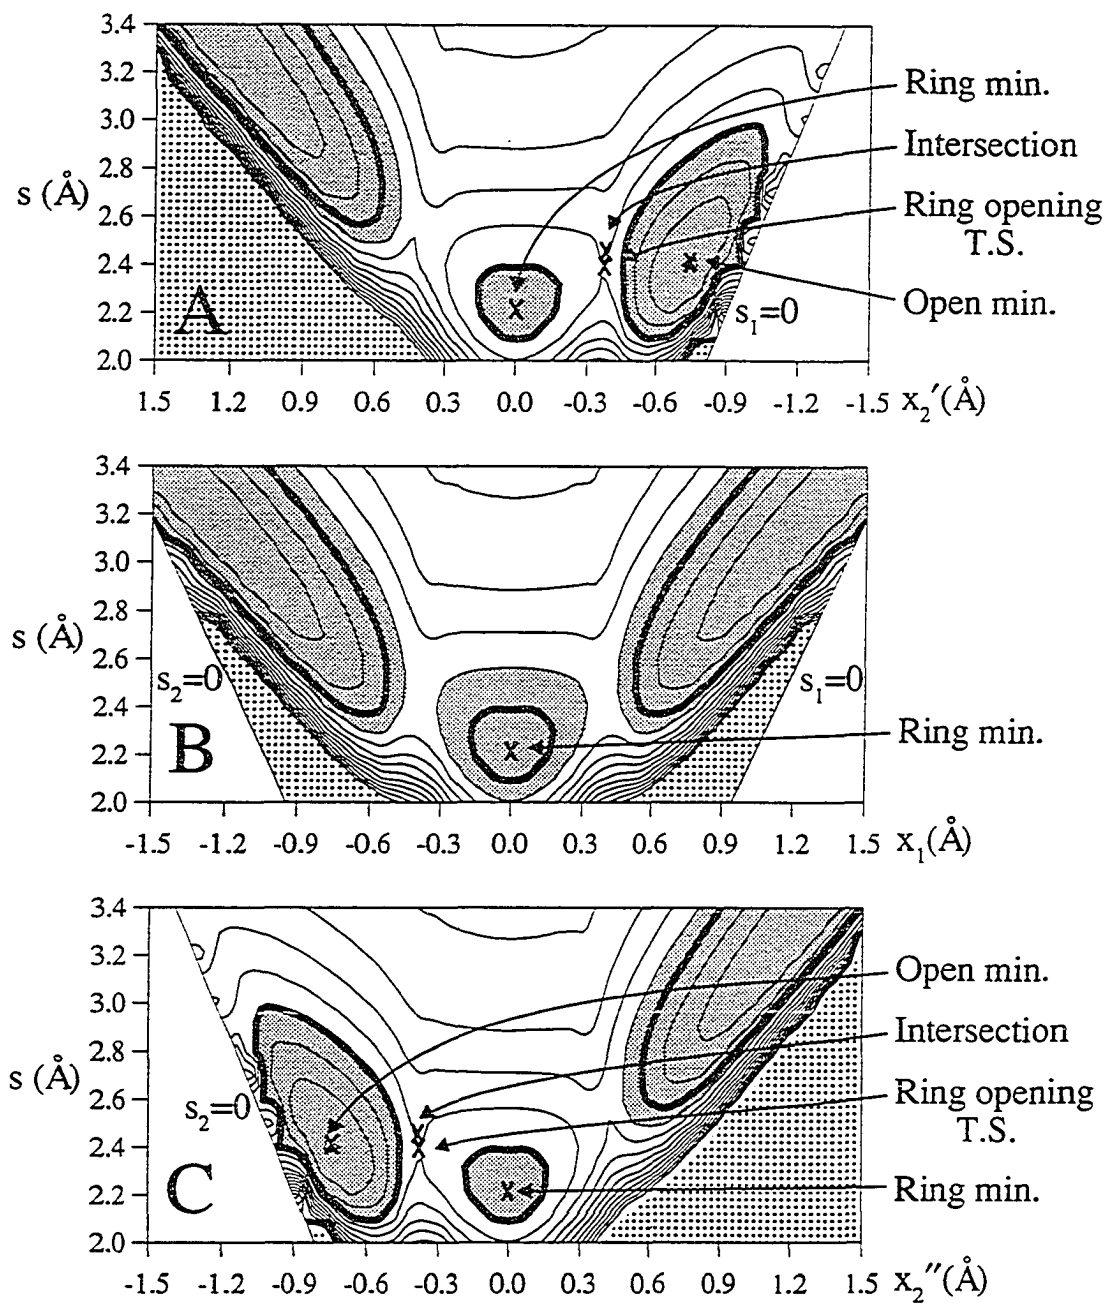 3.4
3.2
3.0
2.8
2.6
2.4
2.2
2.0
s (Å)
A
Ring min.
Intersection
Ring opening
T.S.
Open min.
s₁=0
1.5 1.2 0.9 0.6 0.3 0.0 -0.3 -0.6 -0.9 -1.2 -1.5 x₂′(Å)
3.4
3.2
3.0
2.8
2.6
2.4
2.2
2.0
s (Å)
s₂=0
s₁=0
B
Ring min.
-1.5 -1.2 -0.9 -0.6 -0.3 0.0 0.3 0.6 0.9 1.2 1.5 x₁(Å)
3.4
3.2
3.0
2.8
2.6
2.4
2.2
2.0
s (Å)
s₂=0
C
Open min.
Intersection
Ring opening
T.S.
Ring min.
-1.5 -1.2 -0.9 -0.6 -0.3 0.0 0.3 0.6 0.9 1.2 1.5 x₂″(Å)